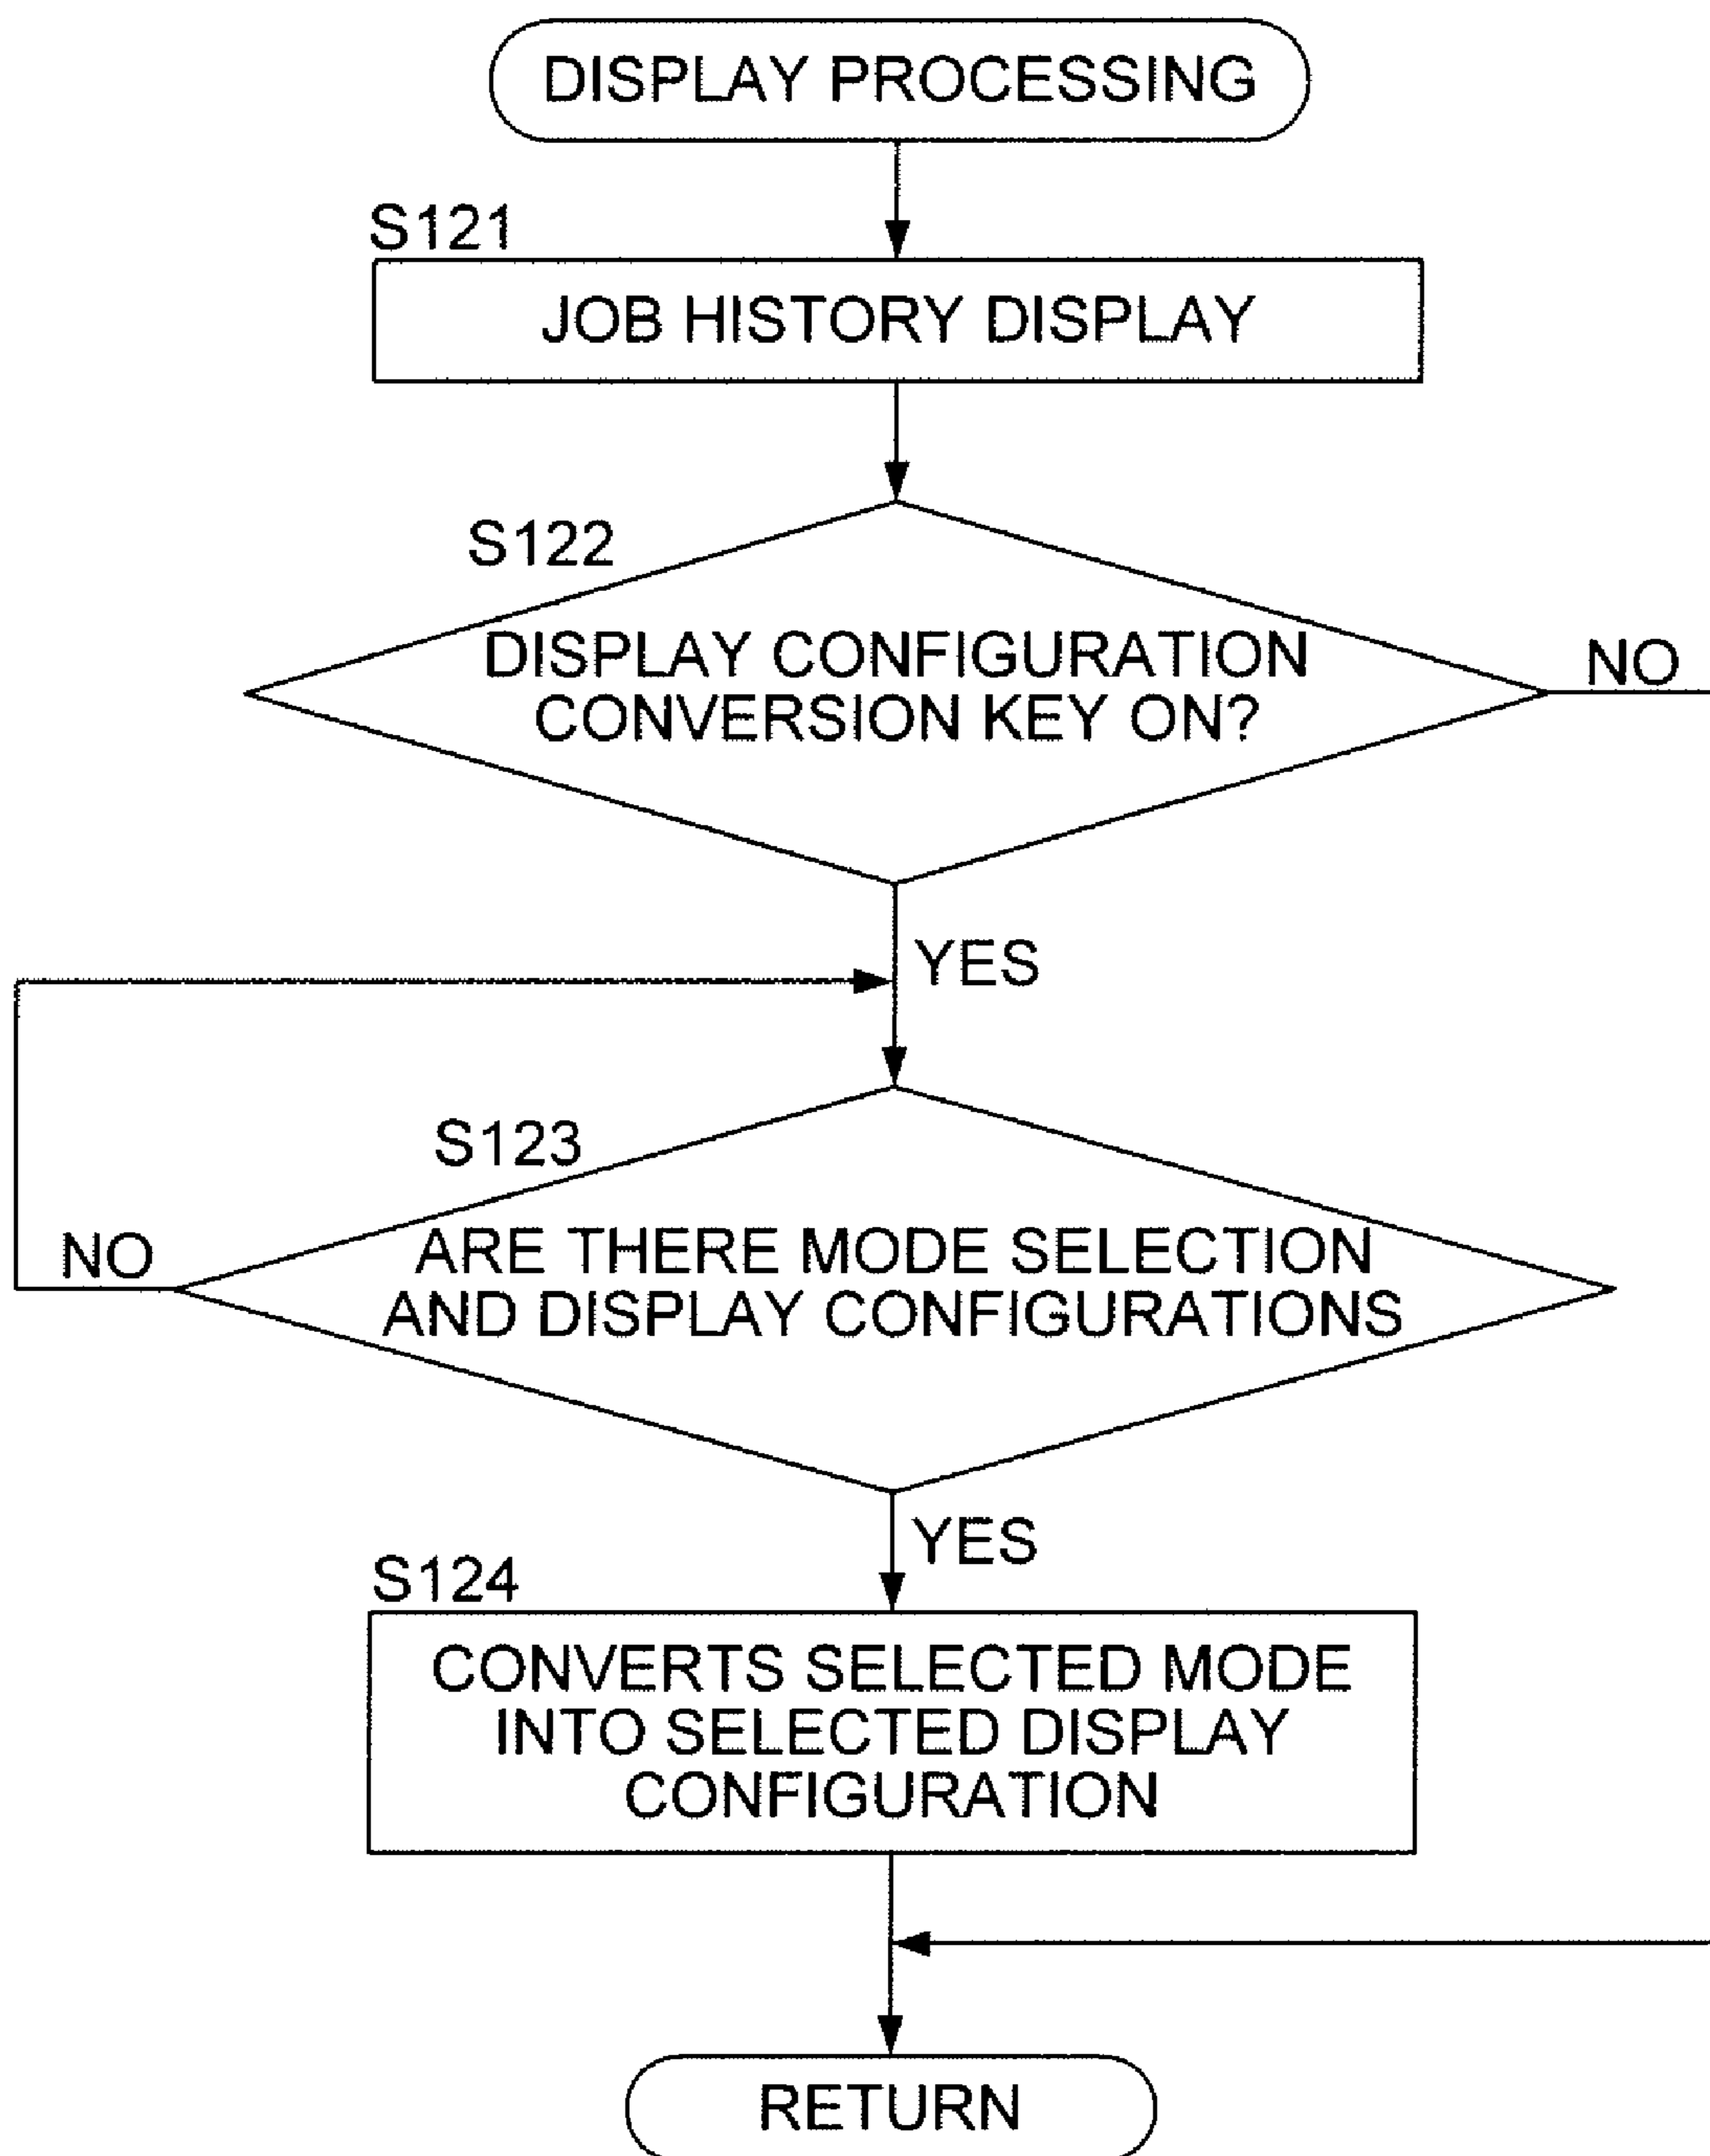 DISPLAY PROCESSING
S121
JOB HISTORY DISPLAY
S122
DISPLAY CONFIGURATION
CONVERSION KEY ON?
NO
YES
S123
ARE THERE MODE SELECTION
AND DISPLAY CONFIGURATIONS
NO
YES
S124
CONVERTS SELECTED MODE
INTO SELECTED DISPLAY
CONFIGURATION
RETURN